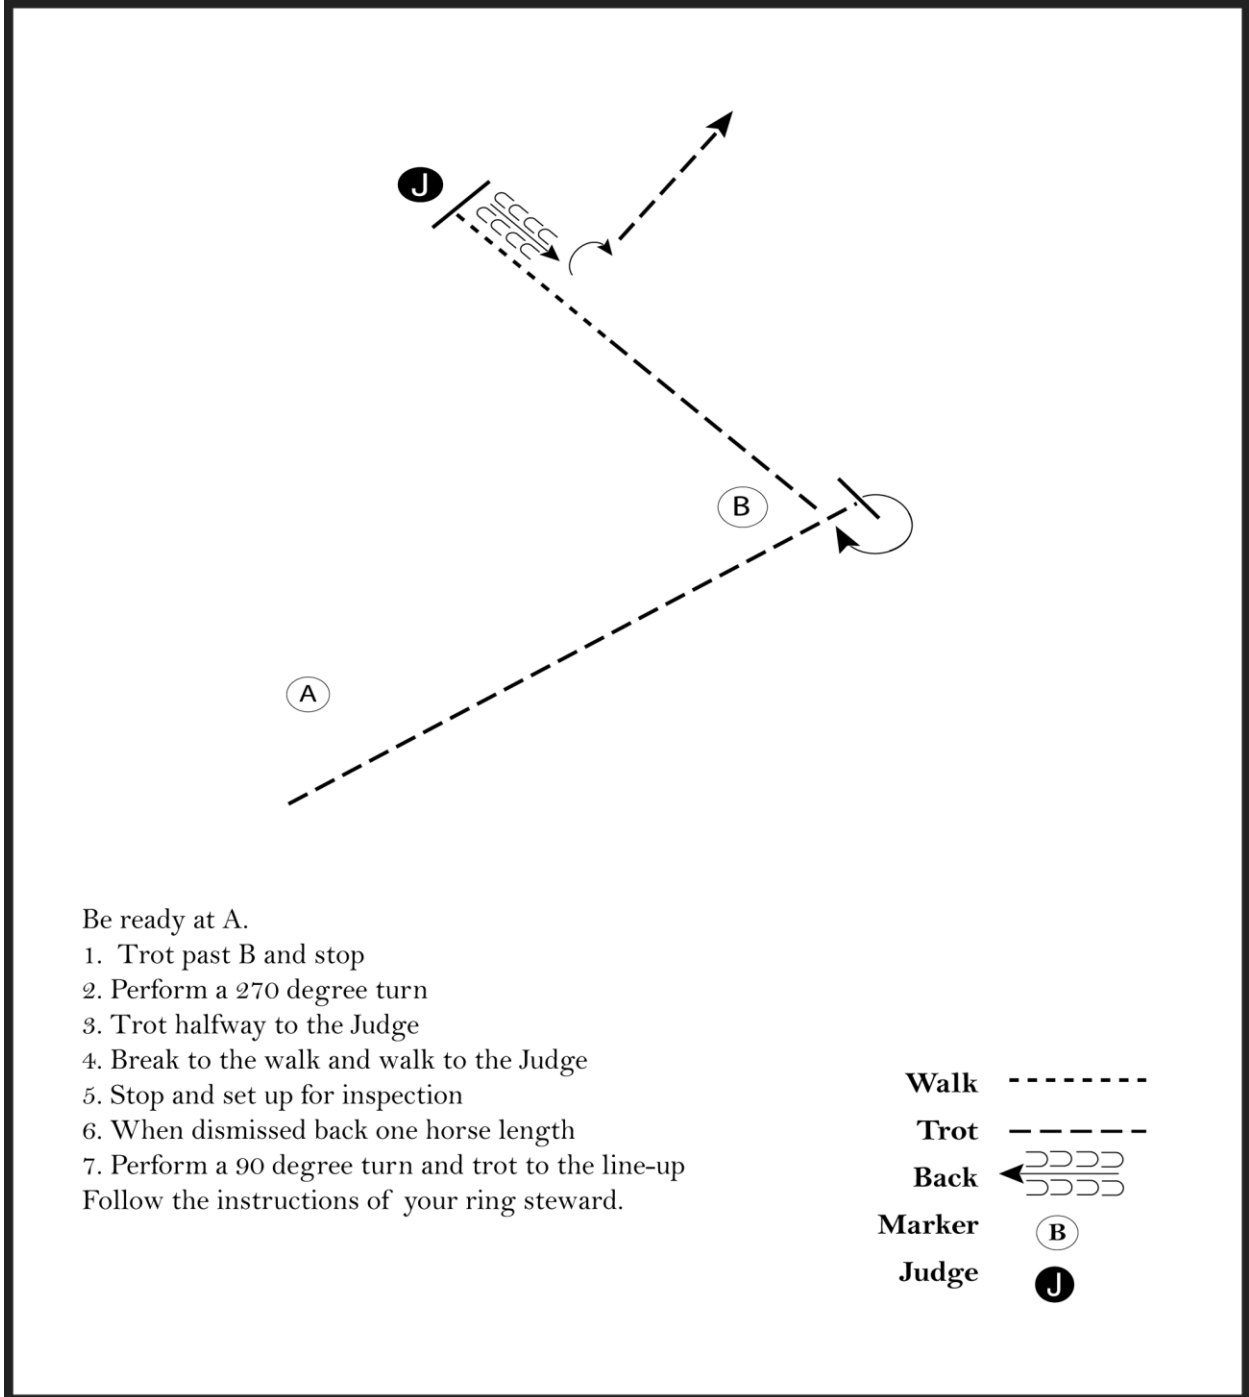 J
B
A
Be ready at A.
1. Trot past B and stop
2. Perform a 270 degree turn
3. Trot halfway to the Judge
4. Break to the walk and walk to the Judge
5. Stop and set up for inspection
6. When dismissed back one horse length
7. Perform a 90 degree turn and trot to the line-up
Follow the instructions of your ring steward.
Walk
Trot
Back
Marker B
Judge J